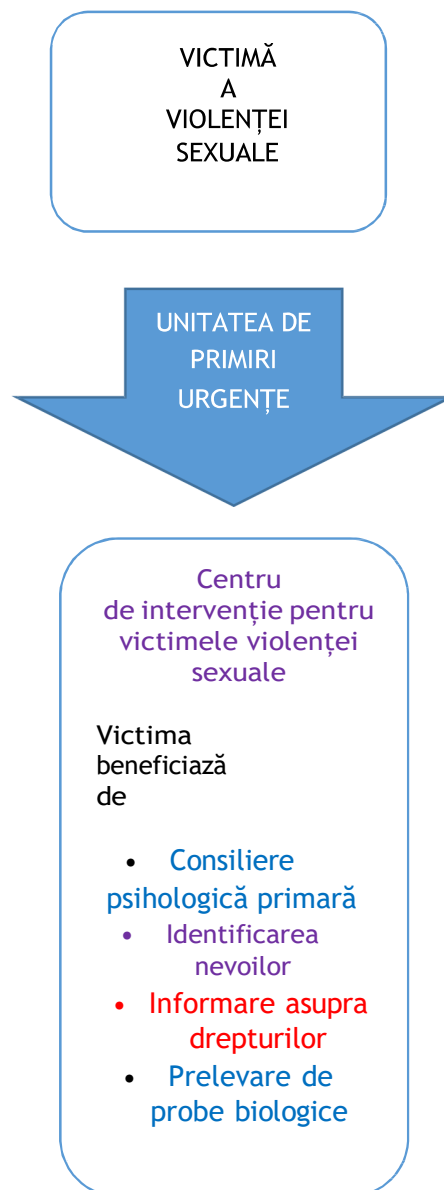 VICTIMĂ
A
VIOLENȚEI
SEXUALE
UNITATEA DE
PRIMIRI
URGENȚE
Centru
de intervenție pentru
victimele violenței
sexuale
Victima
beneficiază
de
• Consiliere
psihologică primară
• Identificarea
nevoilor
• Informare asupra
drepturilor
• Prelevare de
probe biologice